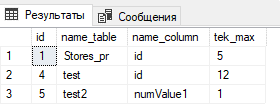 Результаты Сообщения
id name_table name_column tek_max
1 1 Stores_pr id 5
2 4 test id 12
3 5 test2 numValue1 1